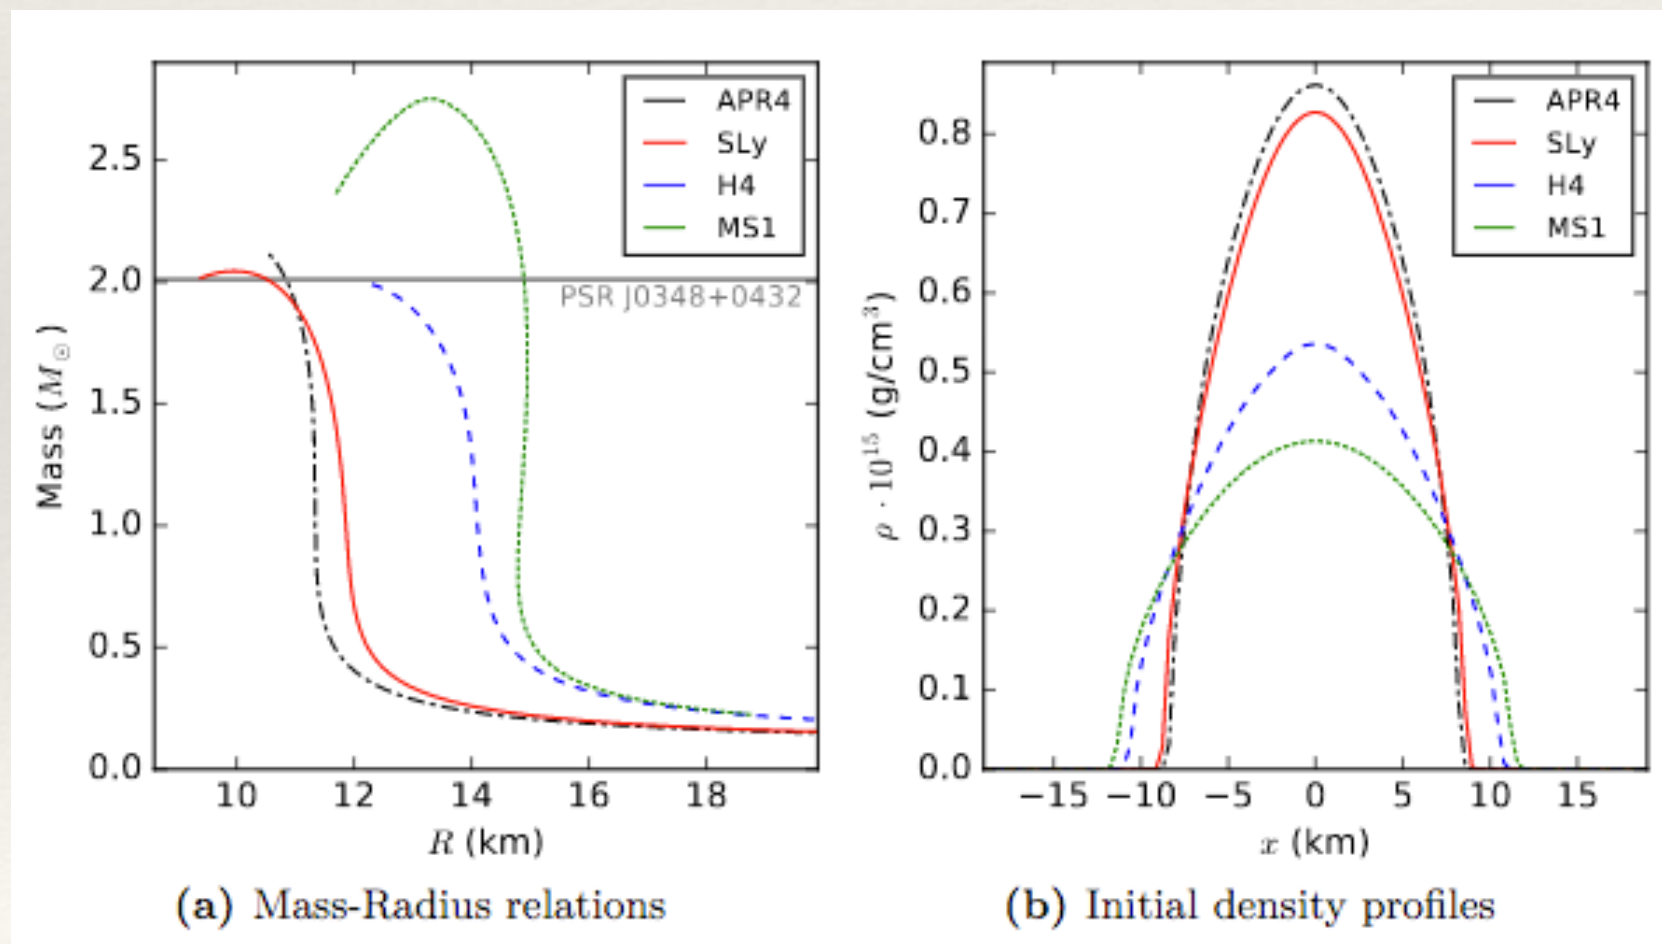 APR4
SLy
H4
MS1
PSR J0348+0432
2.5
2.0
1.5
1.0
0.5
0.0
Mass (M⊙)
10 12 14 16 18
R (km)
(a) Mass-Radius relations
APR4
SLy
H4
MS1
0.8
0.7
0.6
0.5
0.4
0.3
0.2
0.1
0.0
ρ · 10¹⁵ (g/cm³)
−15 −10 −5 0 5 10 15
x (km)
(b) Initial density profiles